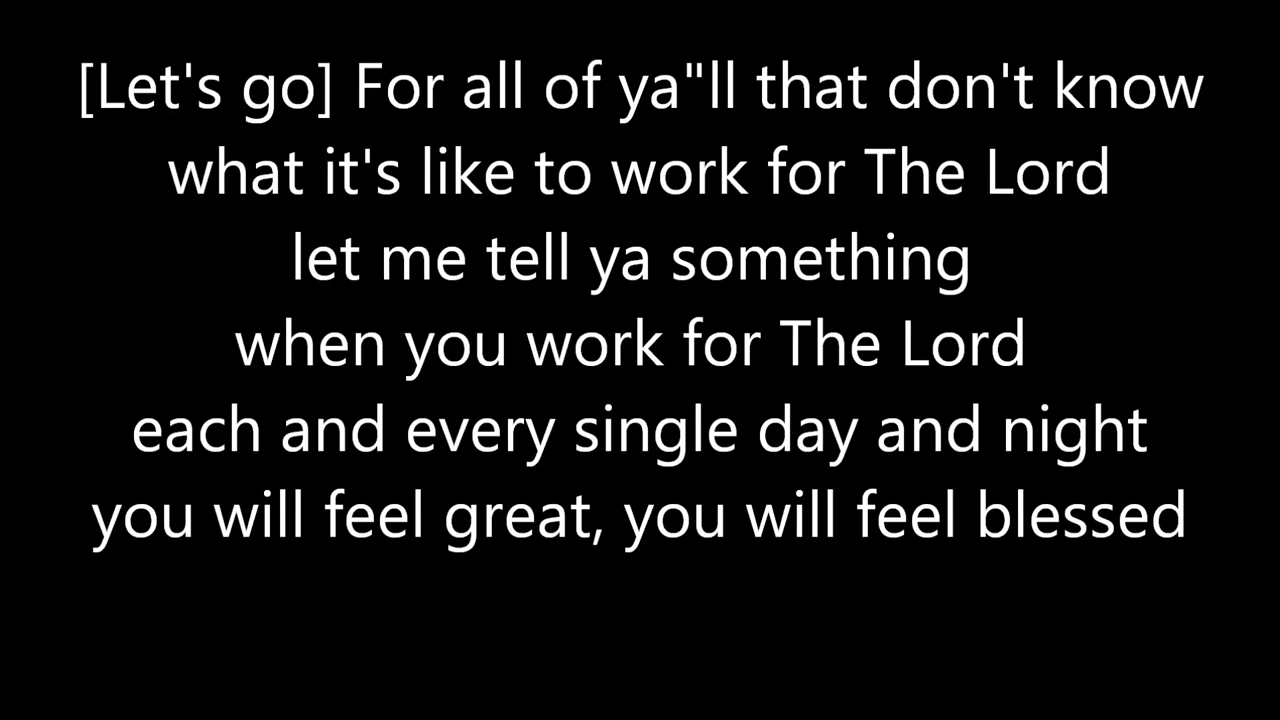 [Let's go] For all of ya"ll that don't know
what it's like to work for The Lord
let me tell ya something
when you work for The Lord
each and every single day and night
you will feel great, you will feel blessed